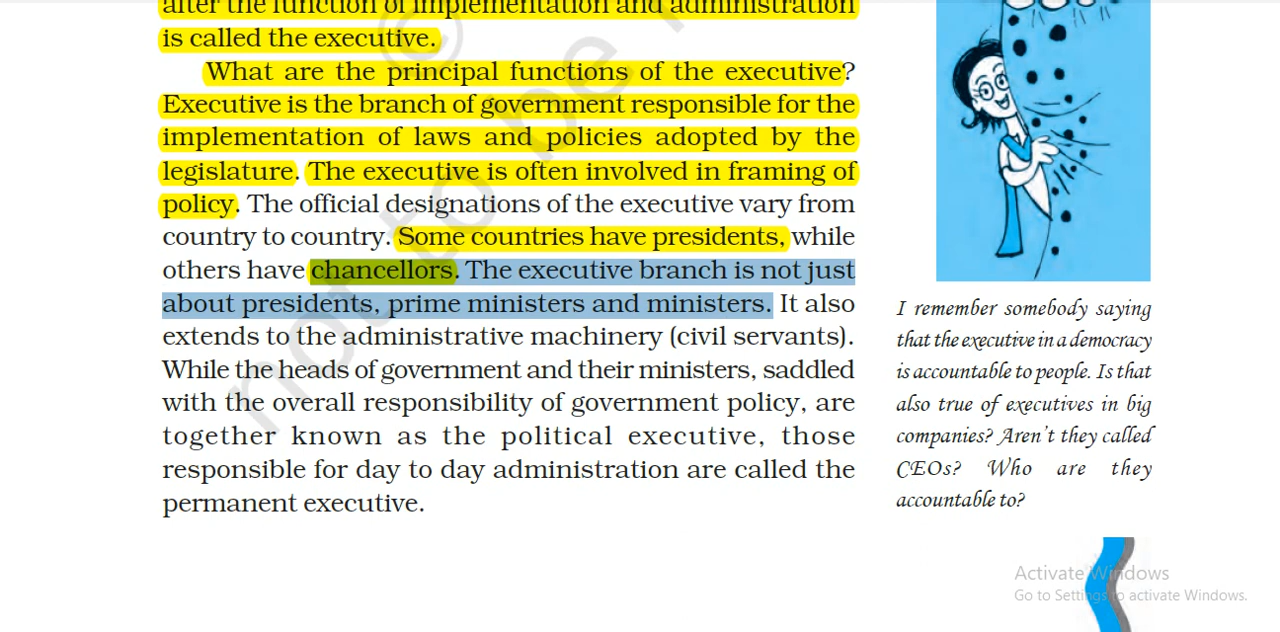 after the function of implementation and administration
is called the executive.
What are the principal functions of the executive?
Executive is the branch of government responsible for the
implementation of laws and policies adopted by the
legislature. The executive is often involved in framing of
policy. The official designations of the executive vary from
country to country. Some countries have presidents, while
others have chancellors. The executive branch is not just
about presidents, prime ministers and ministers. It also
extends to the administrative machinery (civil servants).
While the heads of government and their ministers, saddled
with the overall responsibility of government policy, are
together known as the political executive, those
responsible for day to day administration are called the
permanent executive.
I remember somebody saying
that the executive in a democracy
is accountable to people. Is that
also true of executives in big
companies? Aren't they called
CEOs? Who are they
accountable to?
© not to be
Activate Windows
Go to Settings to activate Windows.